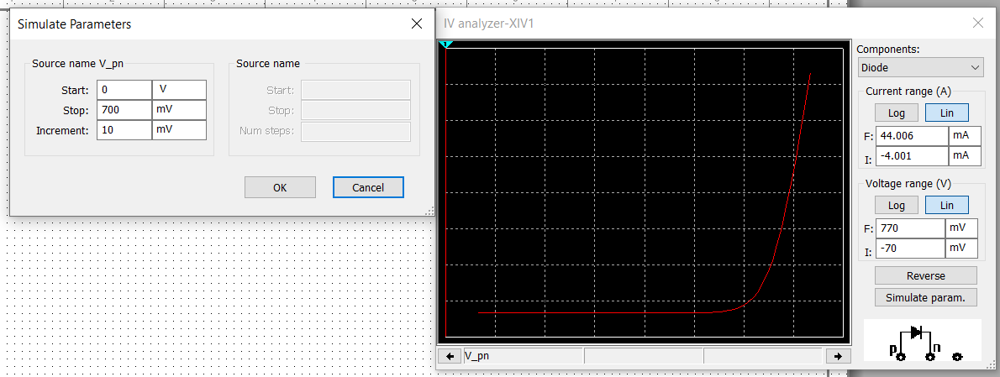 Simulate Parameters
Source name V_pn
Start: 0 V
Stop: 700 mV
Increment: 10 mV
Source name
Start:
Stop:
Num steps:
OK
Cancel
IV analyzer-XIV1
1
V_pn
Components:
Diode
Current range (A)
Log Lin
F: 44.006 mA
I: -4.001 mA
Voltage range (V)
Log Lin
F: 770 mV
I: -70 mV
Reverse
Simulate param.
p n